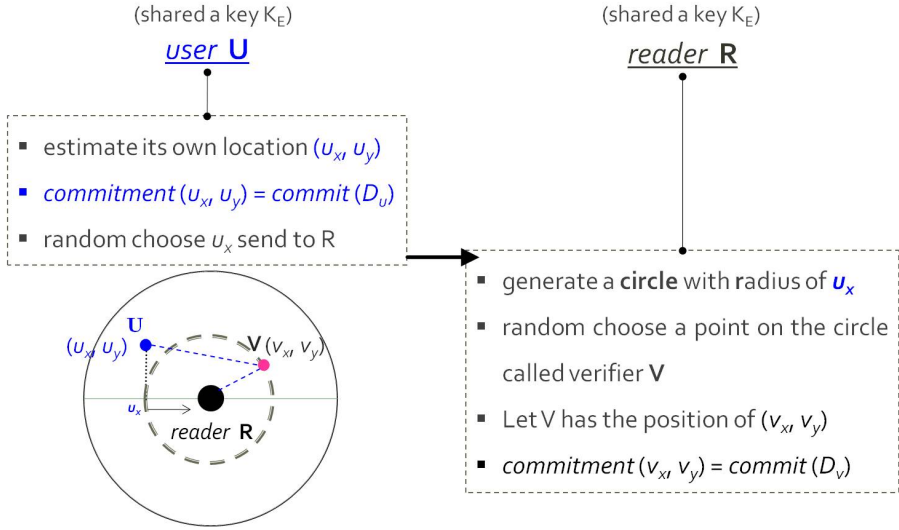 (shared a key K_E)
user U
estimate its own location (u_x, u_y)
commitment (u_x, u_y) = commit (D_u)
random choose u_x send to R
U
(u_x, u_y)
V (v_x, v_y)
u_x
reader R
(shared a key K_E)
reader R
generate a circle with radius of u_x
random choose a point on the circle
called verifier V
Let V has the position of (v_x, v_y)
commitment (v_x, v_y) = commit (D_v)